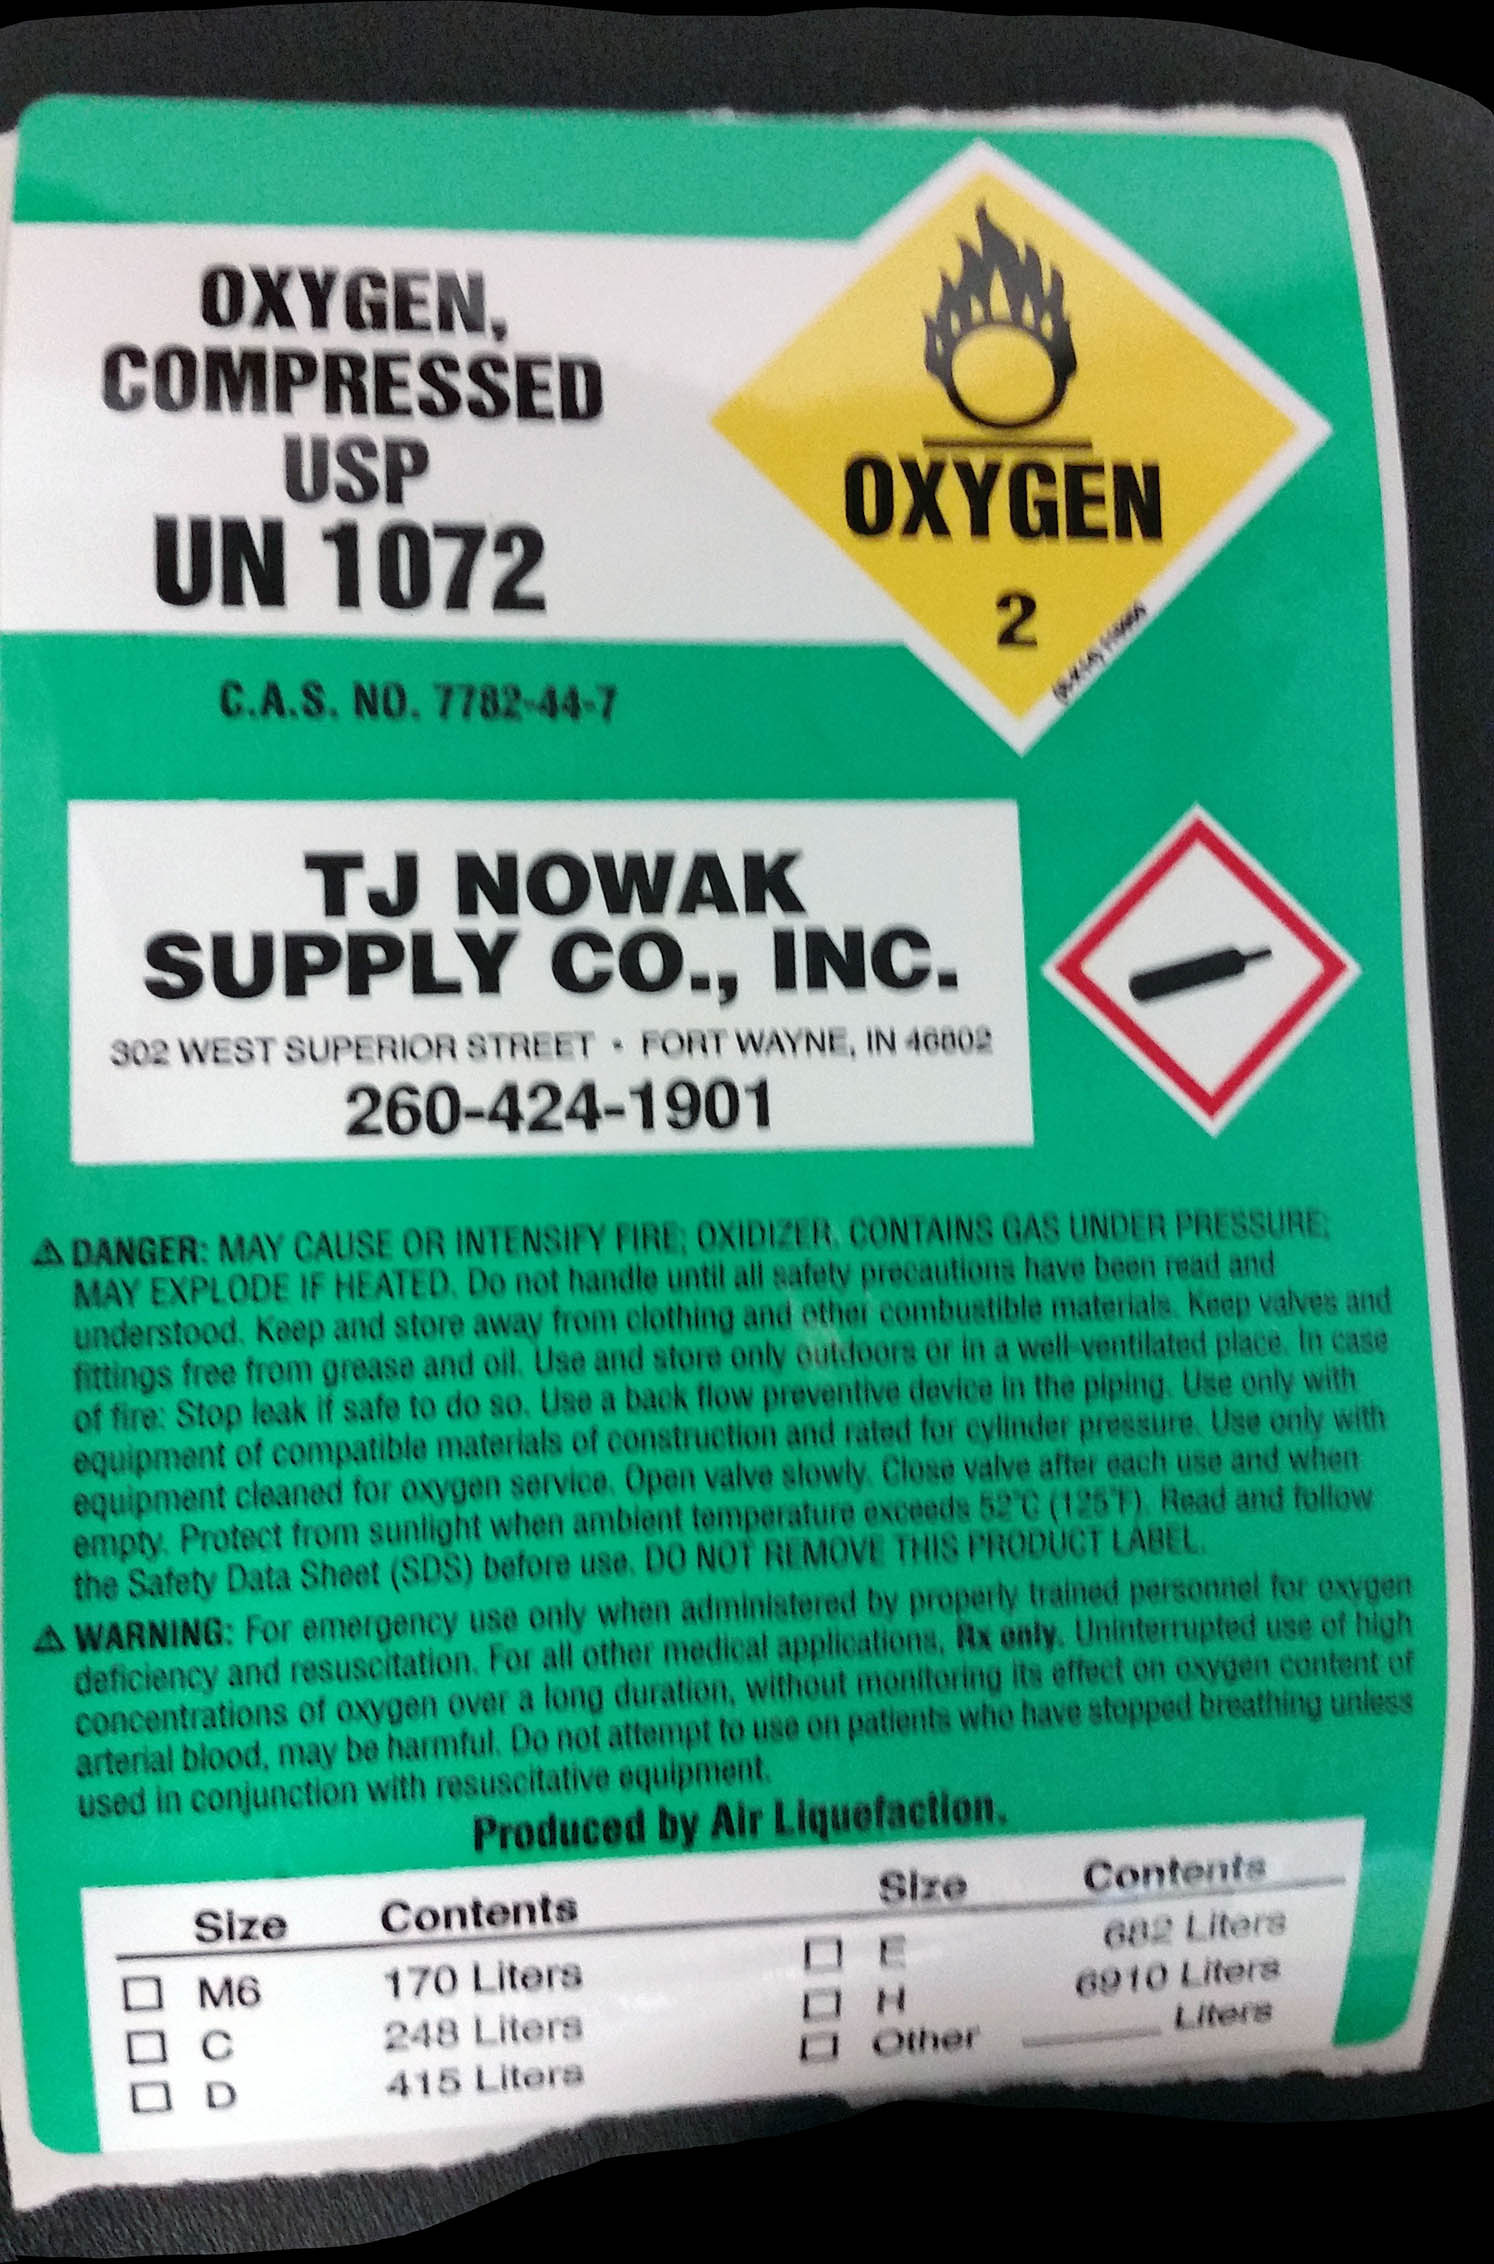 OXYGEN,
COMPRESSED
USP
UN 1072
OXYGEN
2
C.A.S. NO. 7782-44-7
TJ NOWAK
SUPPLY CO., INC.
302 WEST SUPERIOR STREET • FORT WAYNE, IN 46802
260-424-1901
⚠ DANGER: MAY CAUSE OR INTENSIFY FIRE; OXIDIZER. CONTAINS GAS UNDER PRESSURE;
MAY EXPLODE IF HEATED. Do not handle until all safety precautions have been read and
understood. Keep and store away from clothing and other combustible materials. Keep valves and
fittings free from grease and oil. Use and store only outdoors or in a well-ventilated place. In case
of fire: Stop leak if safe to do so. Use a back flow preventive device in the piping. Use only with
equipment of compatible materials of construction and rated for cylinder pressure. Use only with
equipment cleaned for oxygen service. Open valve slowly. Close valve after each use and when
empty. Protect from sunlight when ambient temperature exceeds 52°C (125°F). Read and follow
the Safety Data Sheet (SDS) before use. DO NOT REMOVE THIS PRODUCT LABEL.
⚠ WARNING: For emergency use only when administered by properly trained personnel for oxygen
deficiency and resuscitation. For all other medical applications, Rx only. Uninterrupted use of high
concentrations of oxygen over a long duration, without monitoring its effect on oxygen content of
arterial blood, may be harmful. Do not attempt to use on patients who have stopped breathing unless
used in conjunction with resuscitative equipment.
Produced by Air Liquefaction.
Size Contents Size Contents
☐ M6 170 Liters ☐ E 682 Liters
☐ C 248 Liters ☐ H 6910 Liters
☐ D 415 Liters ☐ Other ______ Liters